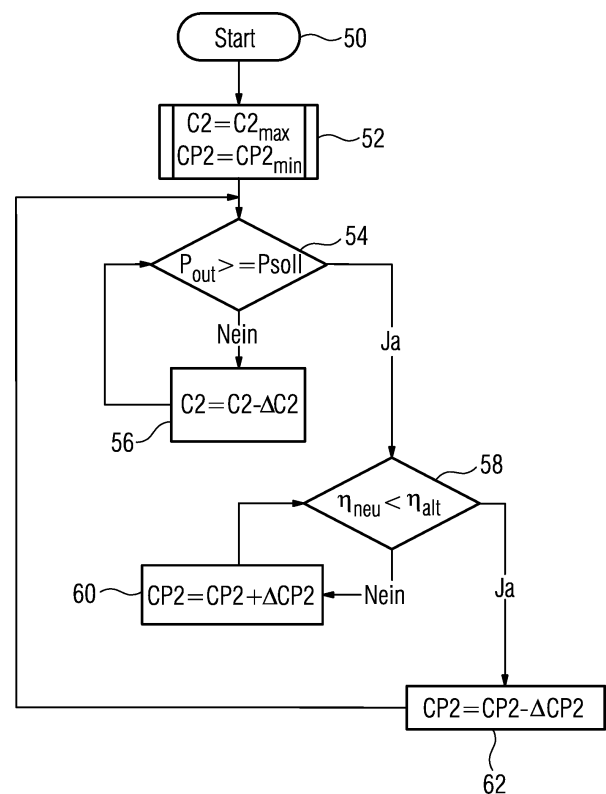 Start
50
C2=C2max
CP2=CP2min
52
54
Pout>=Psoll
Nein
Ja
C2=C2-ΔC2
56
58
ηneu<ηalt
60
CP2=CP2+ΔCP2
Nein
Ja
CP2=CP2-ΔCP2
62